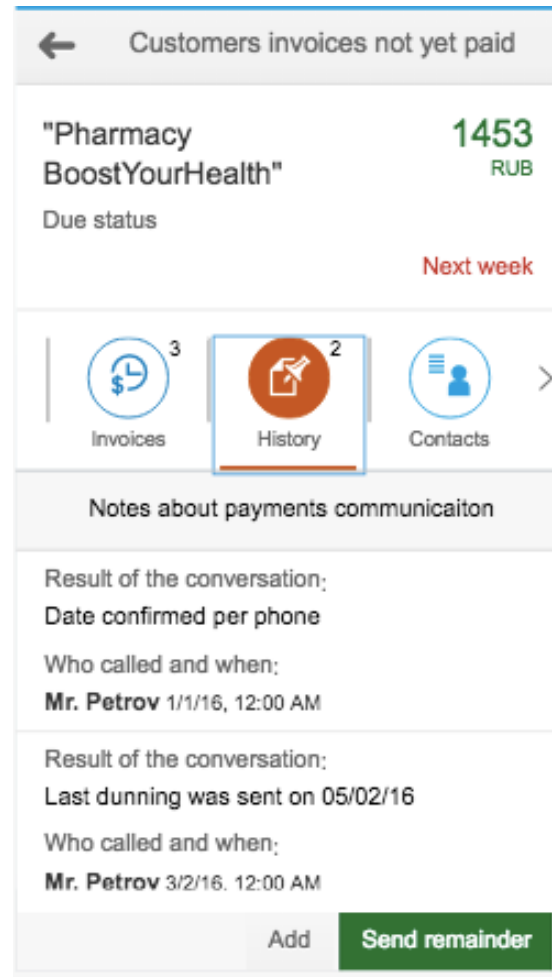 Customers invoices not yet paid
"Pharmacy
BoostYourHealth"
1453
RUB
Due status
Next week
3
2
Invoices
History
Contacts
Notes about payments communicaiton
Result of the conversation:
Date confirmed per phone
Who called and when:
Mr. Petrov 1/1/16, 12:00 AM
Result of the conversation:
Last dunning was sent on 05/02/16
Who called and when:
Mr. Petrov 3/2/16. 12:00 AM
Add
Send remainder